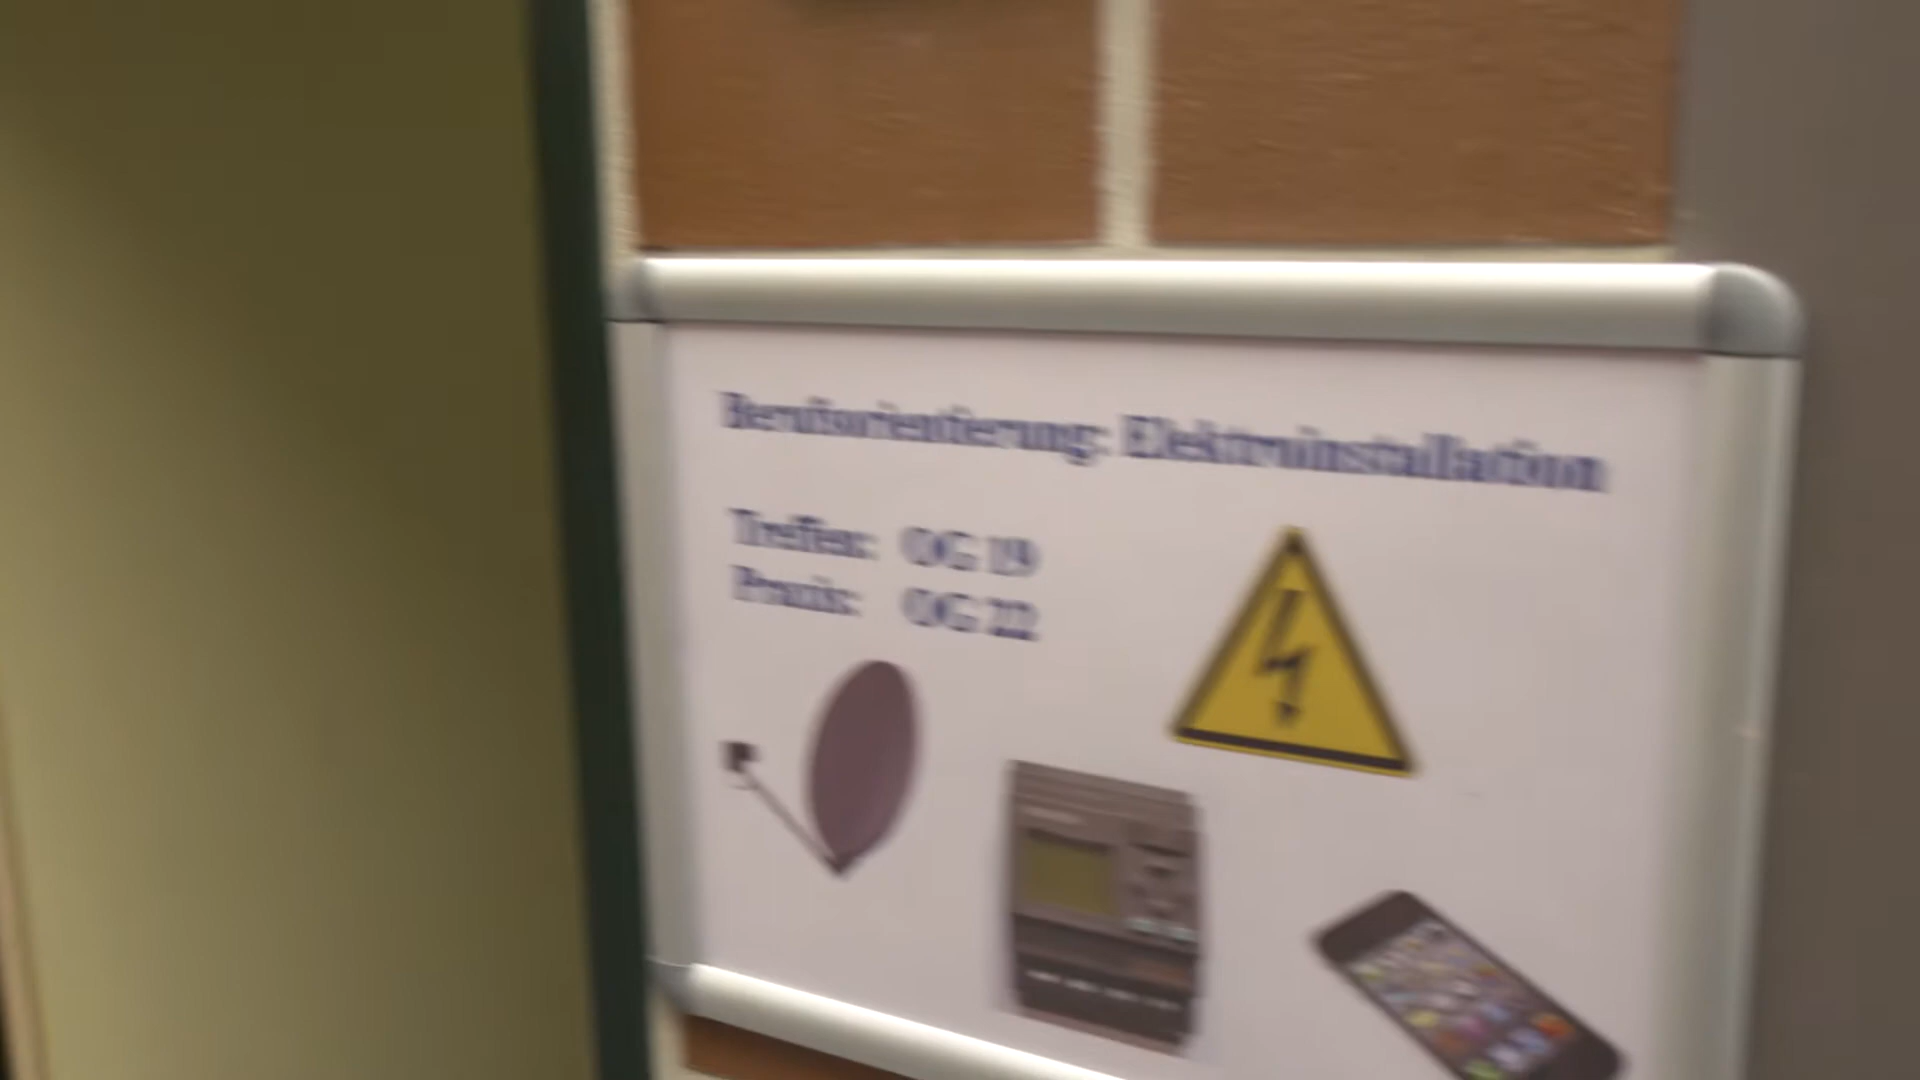 Berufsorientierung: Elektroinstallation
Treffen: OG 19
Praxis: OG 22